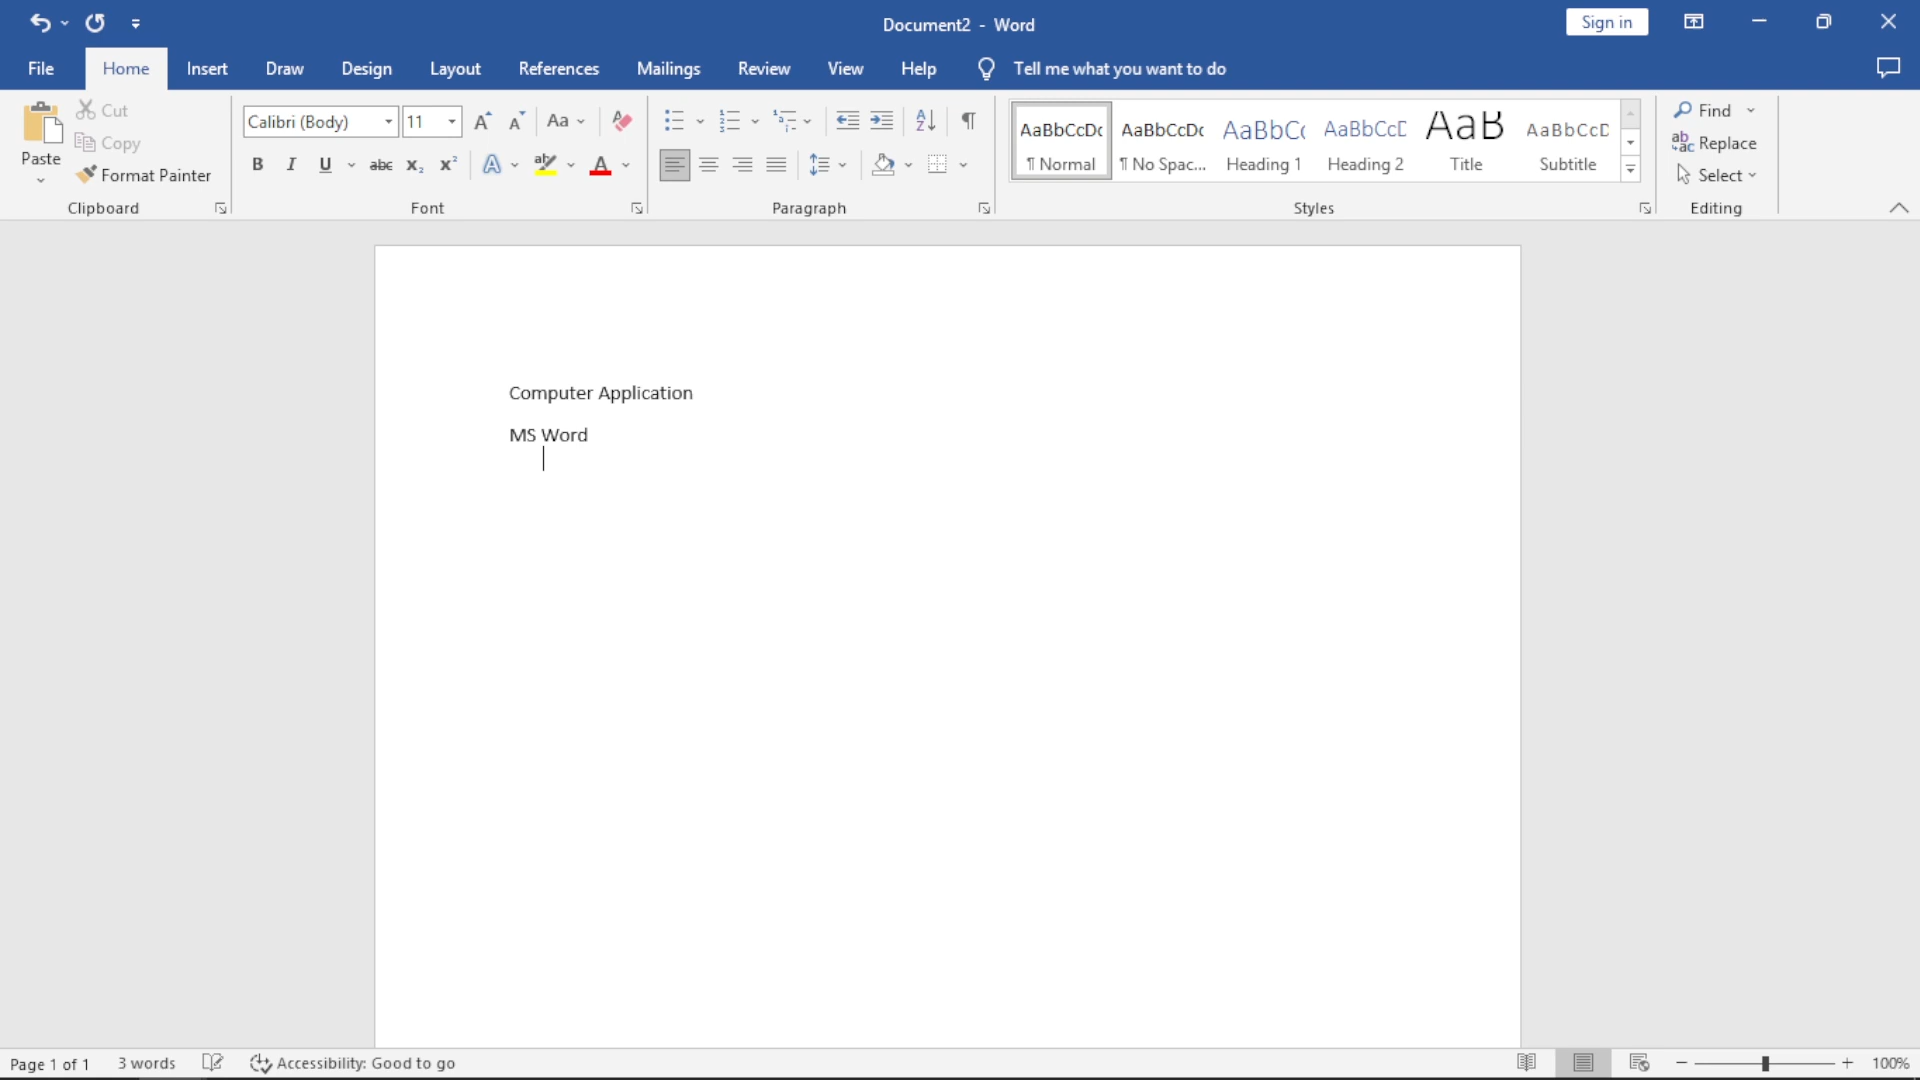 Document2 - Word
Sign in
File Home Insert Draw Design Layout References Mailings Review View Help Tell me what you want to do
Paste
Cut
Copy
Format Painter
Clipboard
Calibri (Body) 11 Aa
B I U abc x₂ x² A ab A
Font
Paragraph
AaBbCcDc AaBbCcDc AaBbCc AaBbCcD AaB AaBbCcD
¶ Normal ¶ No Spac... Heading 1 Heading 2 Title Subtitle
Styles
Find
Replace
Select
Editing
Computer Application
MS Word
Page 1 of 1 3 words Accessibility: Good to go 100%